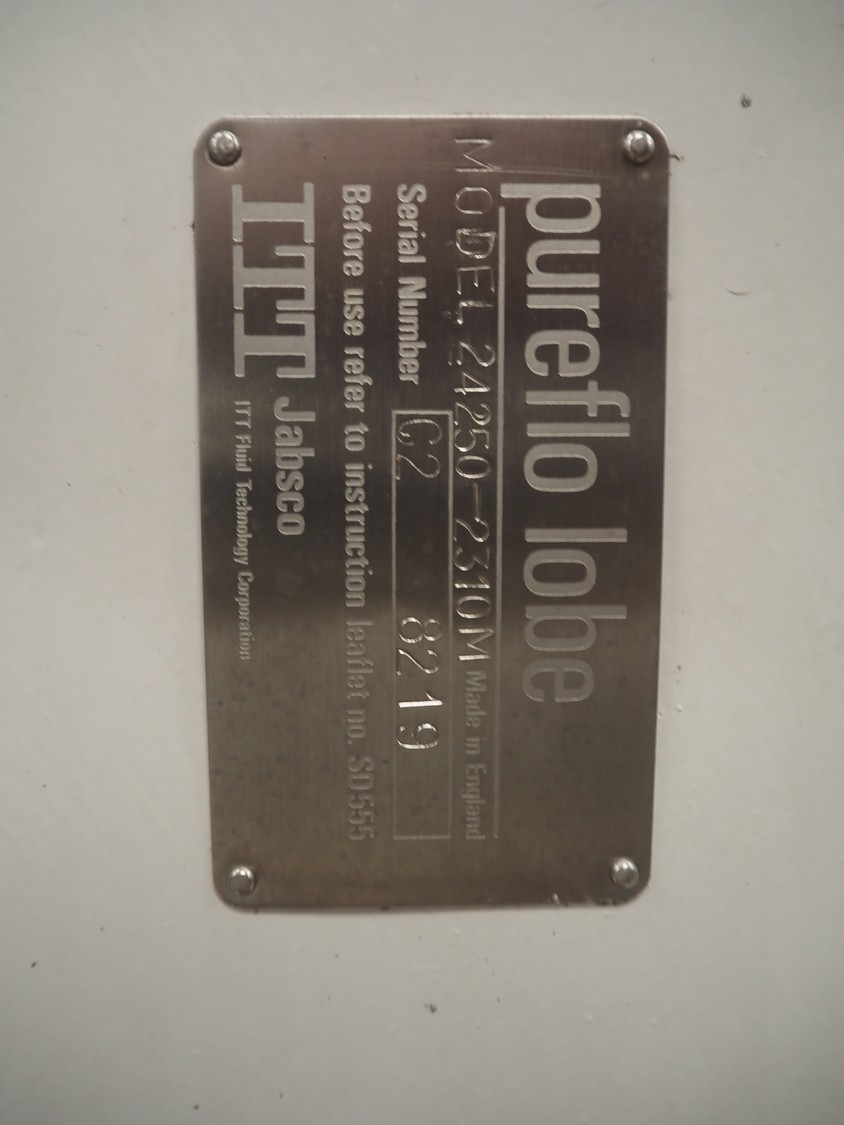 pureflo lobe
MODEL 24250-2310M Made in England
Serial Number G2 8219
Before use refer to instruction leaflet no. SD555
ITT Jabsco
ITT Fluid Technology Corporation